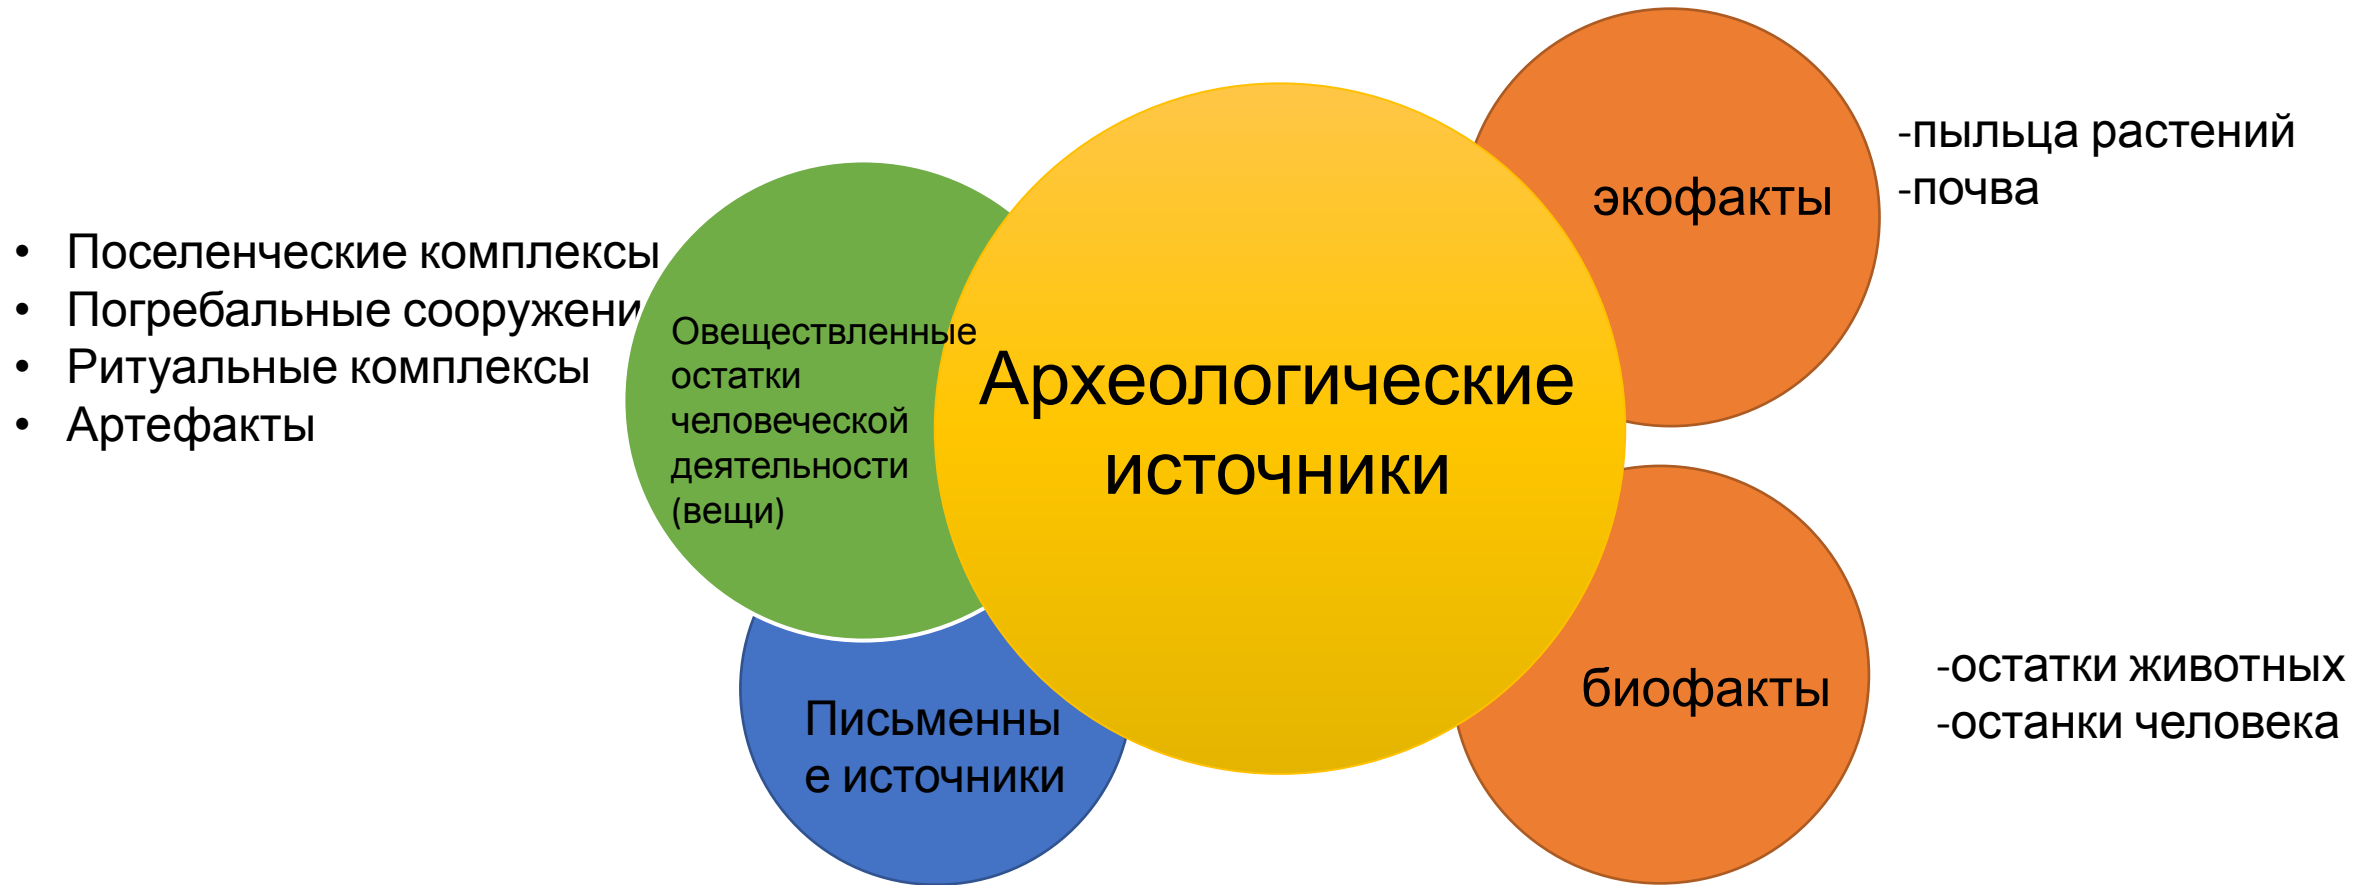 • Поселенческие комплексы
• Погребальные сооружени
• Ритуальные комплексы
• Артефакты
Овеществленные
остатки
человеческой
деятельности
(вещи)
Письменны
е источники
Археологические
источники
экофакты
-пыльца растений
-почва
биофакты
-остатки животных
-останки человека